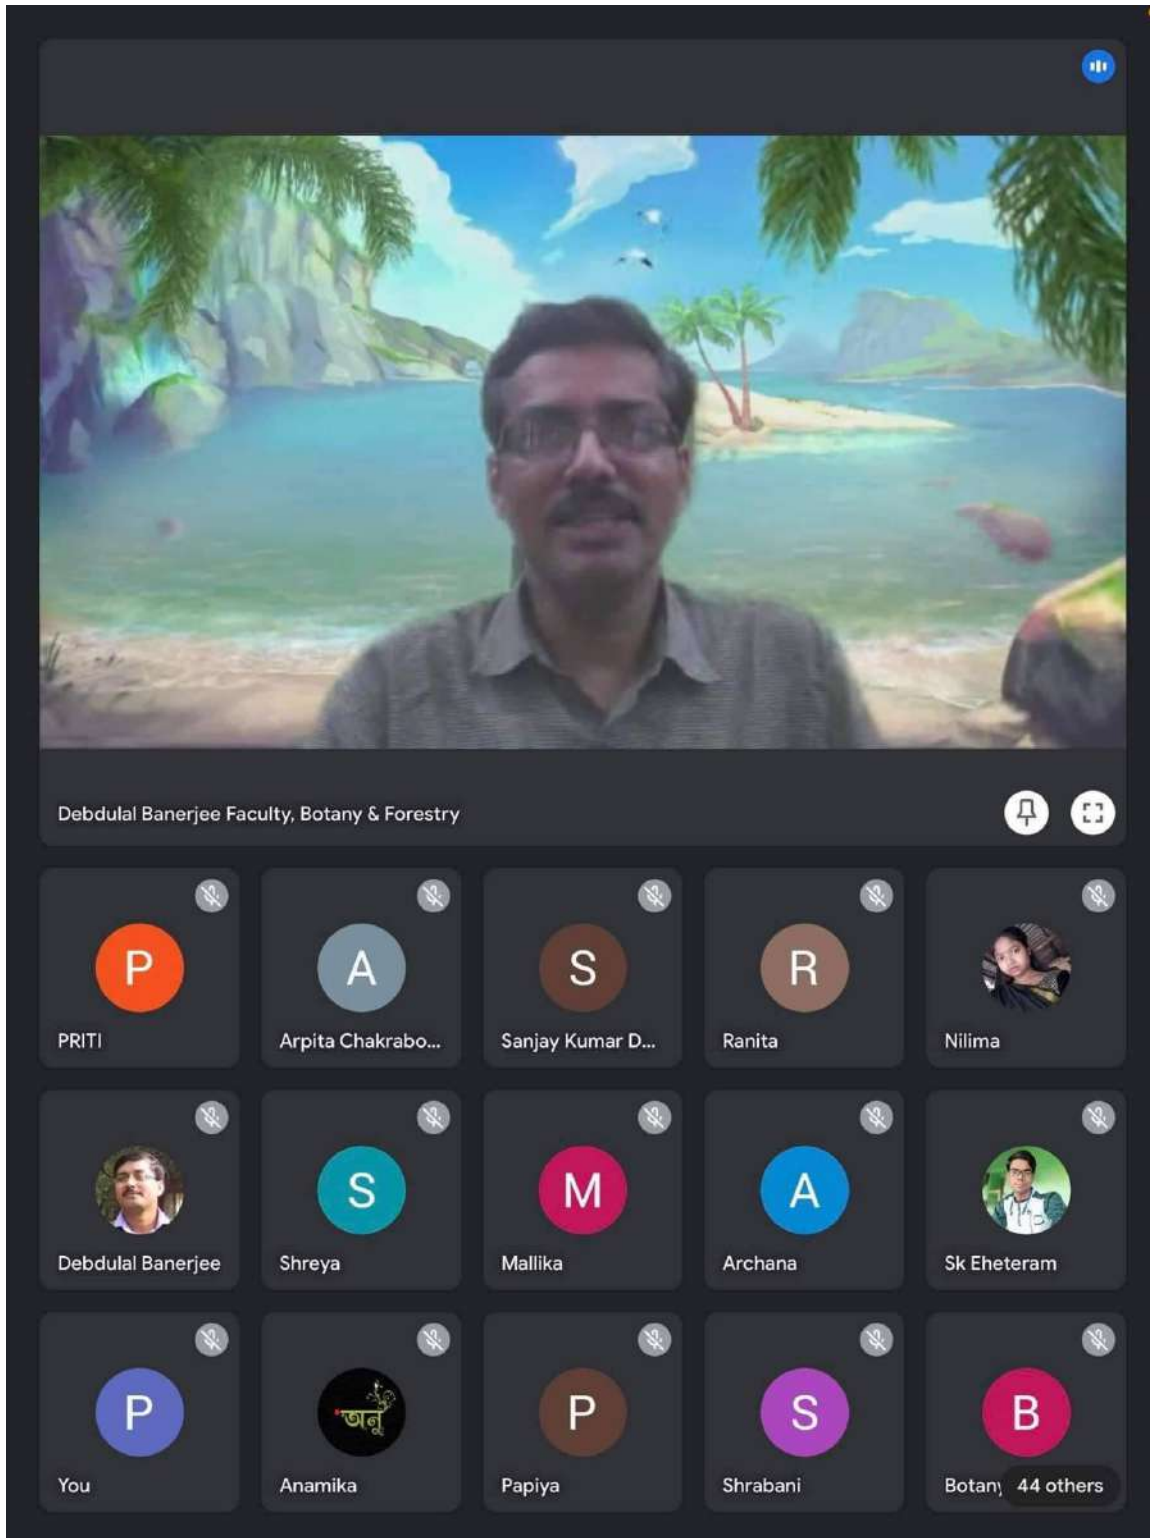 Debdulal Banerjee Faculty, Botany & Forestry
P
A
S
R
PRITI
Arpita Chakrabo...
Sanjay Kumar D...
Ranita
Nilima
S
M
A
Debdulal Banerjee
Shreya
Mallika
Archana
Sk Eheteram
P
অনু
P
S
B
You
Anamika
Papiya
Shrabani
Botany
44 others